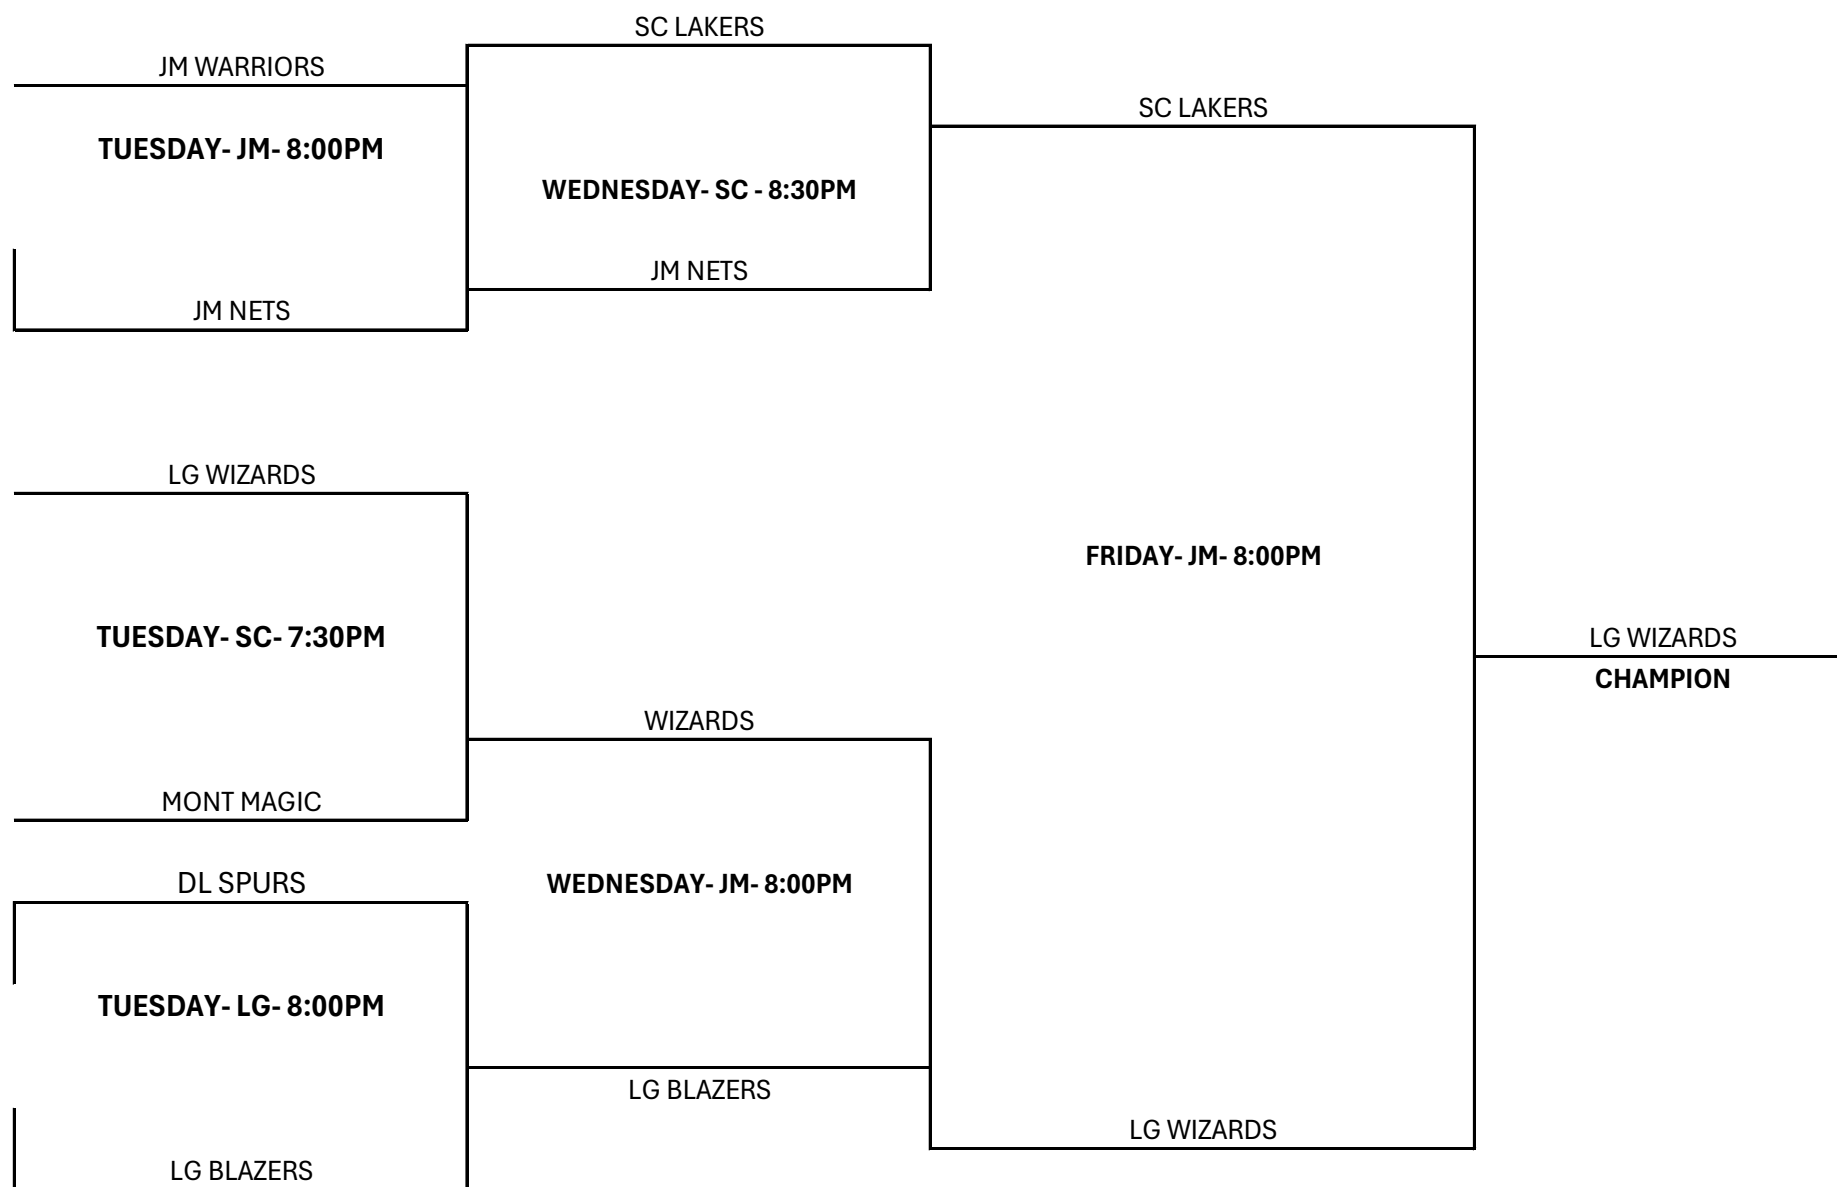 SC LAKERS
JM WARRIORS
SC LAKERS
TUESDAY- JM- 8:00PM
WEDNESDAY- SC - 8:30PM
JM NETS
JM NETS
LG WIZARDS
FRIDAY- JM- 8:00PM
TUESDAY- SC- 7:30PM
LG WIZARDS
CHAMPION
WIZARDS
MONT MAGIC
DL SPURS
WEDNESDAY- JM- 8:00PM
TUESDAY- LG- 8:00PM
LG BLAZERS
LG WIZARDS
LG BLAZERS